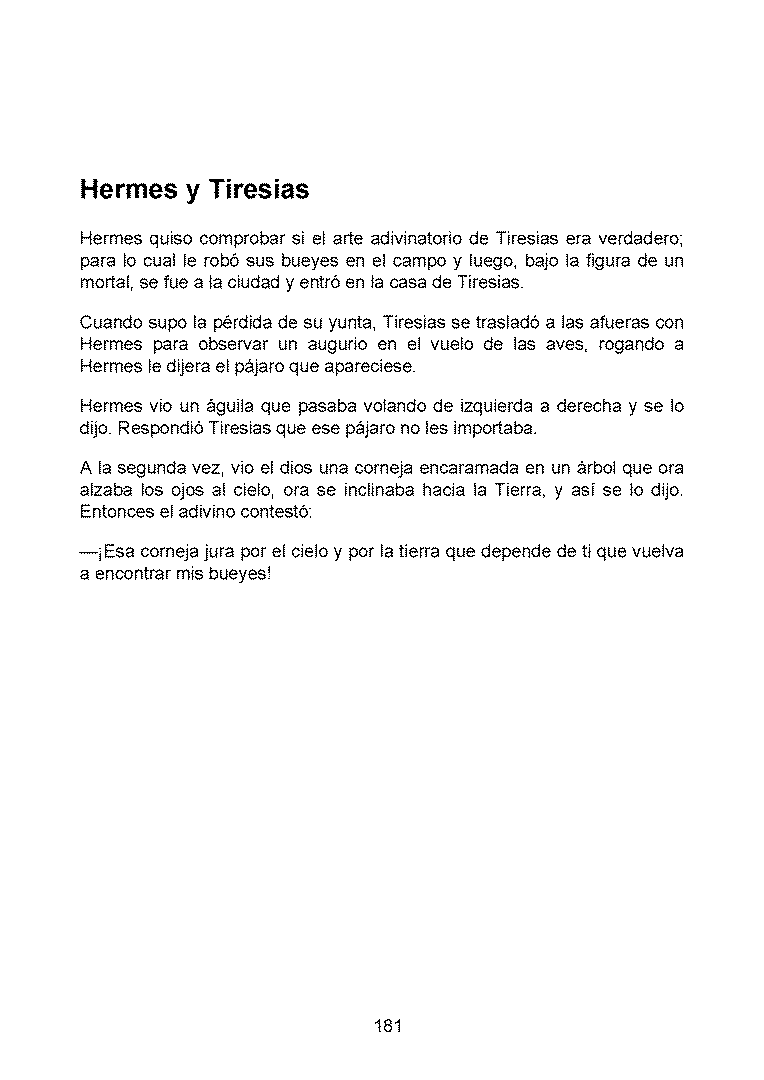 Hermes y Tiresias
Hermes quiso comprobar si el arte adivinatorio de Tiresias era verdadero;
para lo cual le robó sus bueyes en el campo y luego, bajo la figura de un
mortal, se fue a la ciudad y entró en la casa de Tiresias.
Cuando supo la pérdida de su yunta, Tiresias se trasladó a las afueras con
Hermes para observar un augurio en el vuelo de las aves, rogando a
Hermes le dijera el pájaro que apareciese.
Hermes vio un águila que pasaba volando de izquierda a derecha y se lo
dijo. Respondió Tiresias que ese pájaro no les importaba.
A la segunda vez, vio el dios una corneja encaramada en un árbol que ora
alzaba los ojos al cielo, ora se inclinaba hacia la Tierra, y así se lo dijo.
Entonces el adivino contestó:
—¡Esa corneja jura por el cielo y por la tierra que depende de ti que vuelva
a encontrar mis bueyes!
181